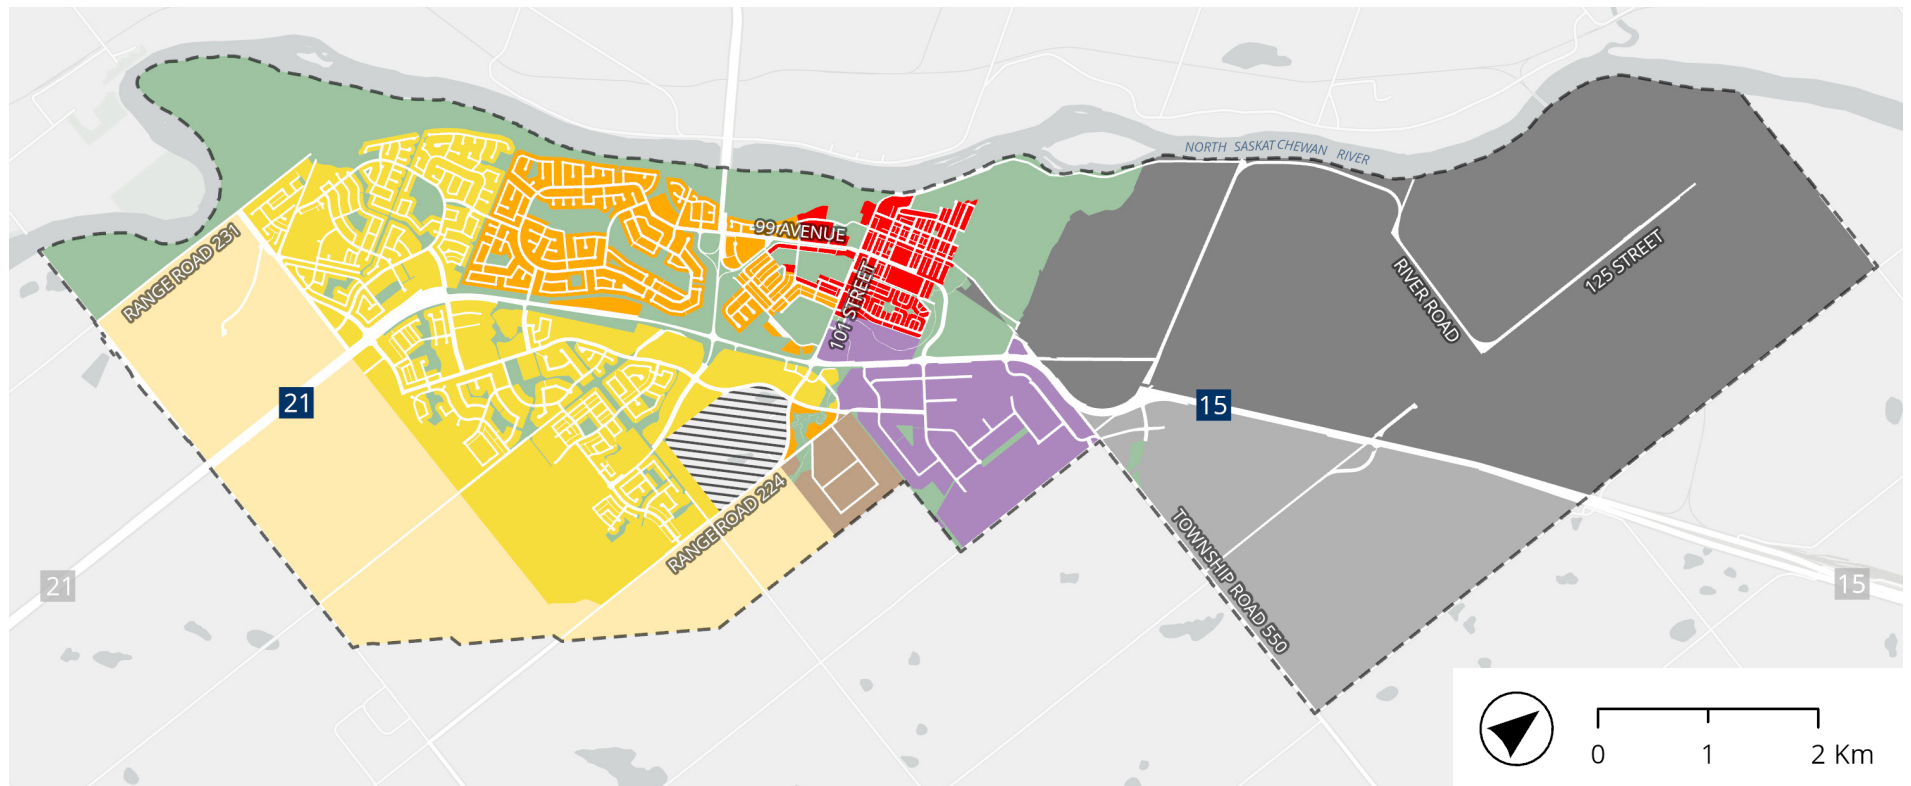 NORTH SASKATCHEWAN RIVER
99 AVENUE
RANGE ROAD 231
101 STREET
RIVER ROAD
125 STREET
21
15
RANGE ROAD 224
TOWNSHIP ROAD 550
21
15
0 1 2 Km